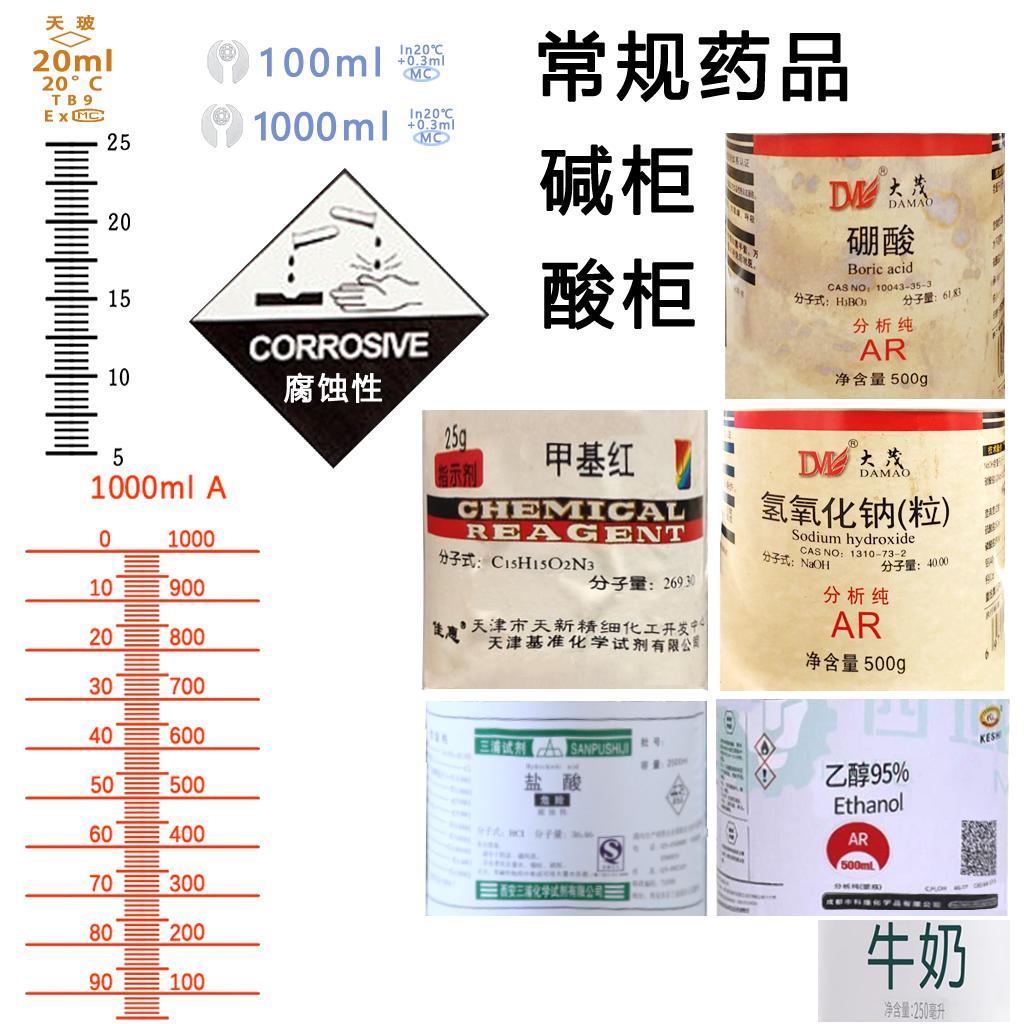 天 玻
20ml
20°C
TB9
Ex MC
25
20
15
10
5
100ml
In20℃
+0.3ml
MC
1000ml
In20℃
+0.3ml
MC
常规药品
碱柜
酸柜
CORROSIVE
腐蚀性
1000ml A
0 1000
10 900
20 800
30 700
40 600
50 500
60 400
70 300
80 200
90 100
DM® 大茂
DAMAO
硼酸
Boric acid
CAS NO: 10043-35-3
分子式: H3BO3 分子量: 61.83
分析纯
AR
净含量 500g
25g
指示剂
甲基红
CHEMICAL
REAGENT
分子式: C15H15O2N3
分子量: 269.30
佳惠® 天津市天新精细化工开发中心
天津基准化学试剂有限公司
DM® 大茂
DAMAO
氢氧化钠(粒)
Sodium hydroxide
CAS NO: 1310-73-2
分子式: NaOH 分子量: 40.00
分析纯
AR
净含量 500g
三浦试剂 SANPUSHIJI
批号:
容量: 2500ml
盐酸
危险
分子式: HCl 分子量: 36.46
西安三浦化学试剂有限公司
KESHI
乙醇95%
Ethanol
AR
500mL
成都市科隆化学品有限公司
牛奶
净含量:250毫升